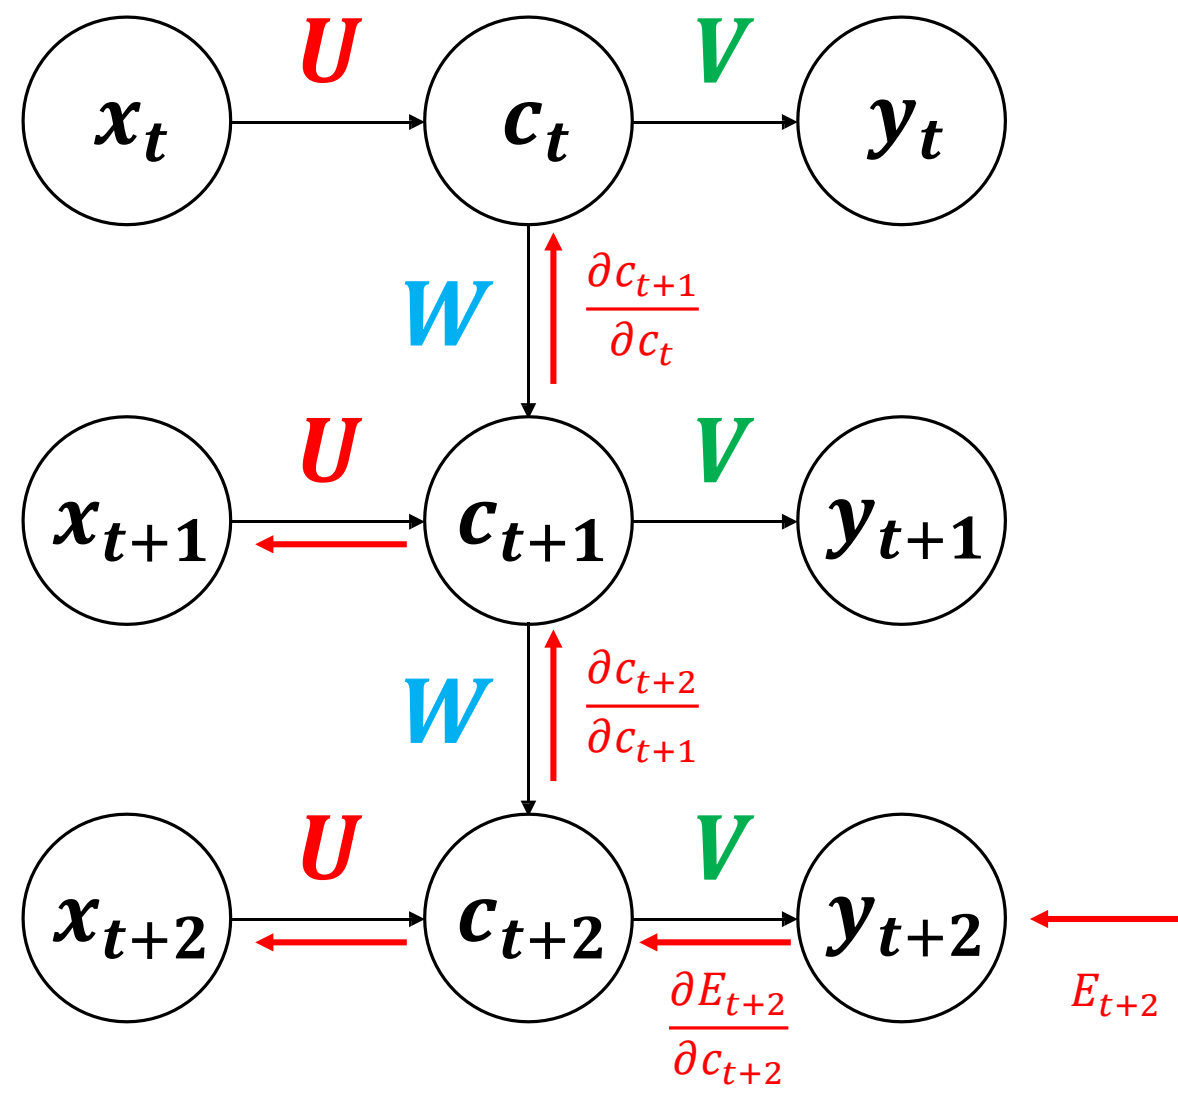 U V
x_t c_t y_t
W ∂c_{t+1}/∂c_t
U V
x_{t+1} c_{t+1} y_{t+1}
W ∂c_{t+2}/∂c_{t+1}
U V
x_{t+2} c_{t+2} y_{t+2}
∂E_{t+2}/∂c_{t+2} E_{t+2}